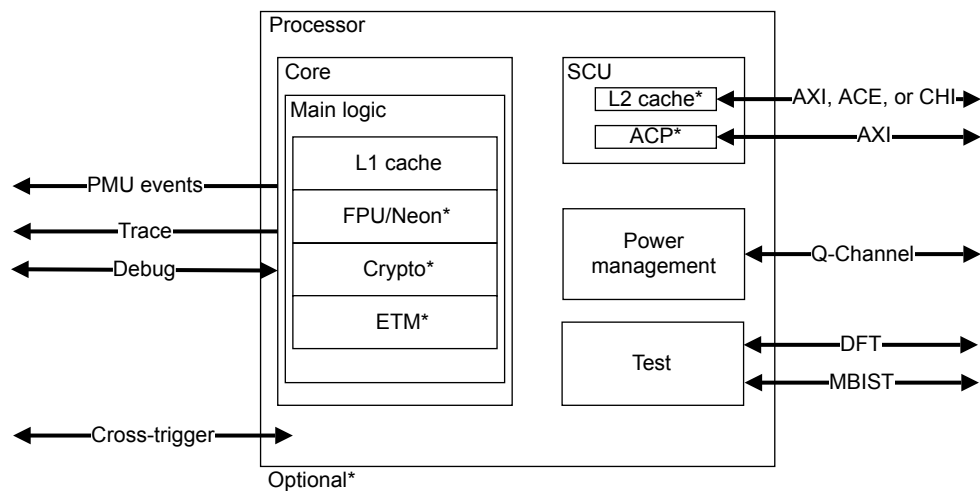 Processor
Core
Main logic
L1 cache
FPU/Neon*
Crypto*
ETM*
SCU
L2 cache*
ACP*
AXI, ACE, or CHI
AXI
PMU events
Trace
Debug
Power
management
Q-Channel
Test
DFT
MBIST
Cross-trigger
Optional*